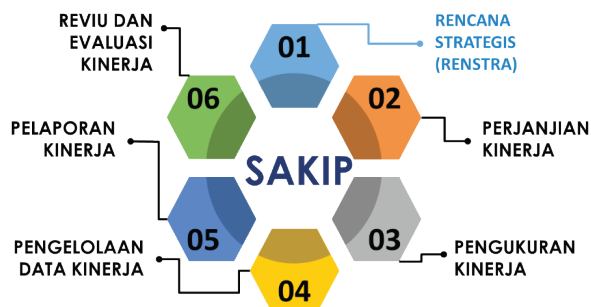 01
RENCANA
STRATEGIS
(RENSTRA)
02
PERJANJIAN
KINERJA
03
PENGUKURAN
KINERJA
04
PENGELOLAAN
DATA KINERJA
05
PELAPORAN
KINERJA
06
REVIU DAN
EVALUASI
KINERJA
SAKIP